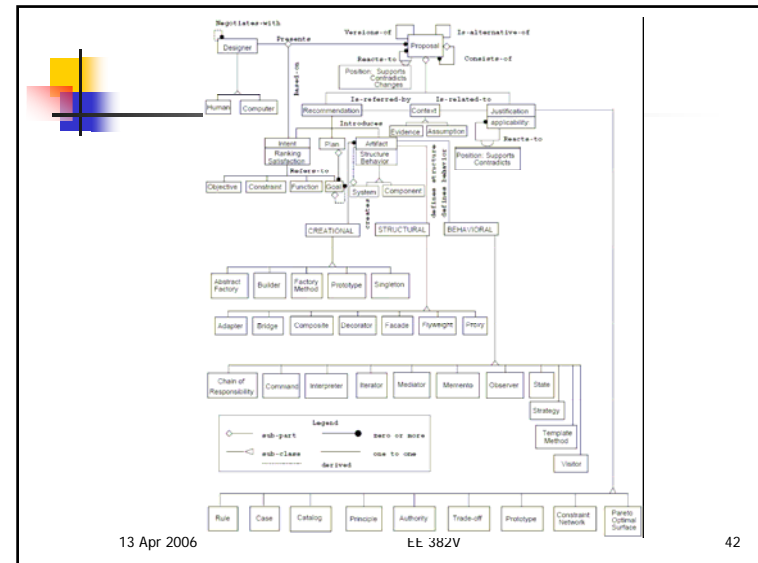 Negotiates-with
Versions-of
Is-alternative-of
Designer
Presents
Proposal
Reacts-to
Consists-of
Position: Supports
Contradicts
Changes
Based-on
Is-referred-by
Is-related-to
Human
Computer
Recommendation
Context
Justification
applicability
Introduces
Evidence
Assumption
Reacts-to
Intent
Ranking
Satisfaction
Plan
Artifact
Structure
Behavior
Position: Supports
Contradicts
Refers-to
Objective
Constraint
Function
Goal
System
Component
creates
defines structure
defines behavior
CREATIONAL
STRUCTURAL
BEHAVIORAL
Abstract
Factory
Builder
Factory
Method
Prototype
Singleton
Adapter
Bridge
Composite
Decorator
Facade
Flyweight
Proxy
Chain of
Responsibility
Command
Interpreter
Iterator
Mediator
Memento
Observer
State
Strategy
Template
Method
Visitor
Legend
sub-part
zero or more
sub-class
one to one
derived
Rule
Case
Catalog
Principle
Authority
Trade-off
Prototype
Constraint
Network
Pareto
Optimal
Surface
13 Apr 2006
EE 382V
42